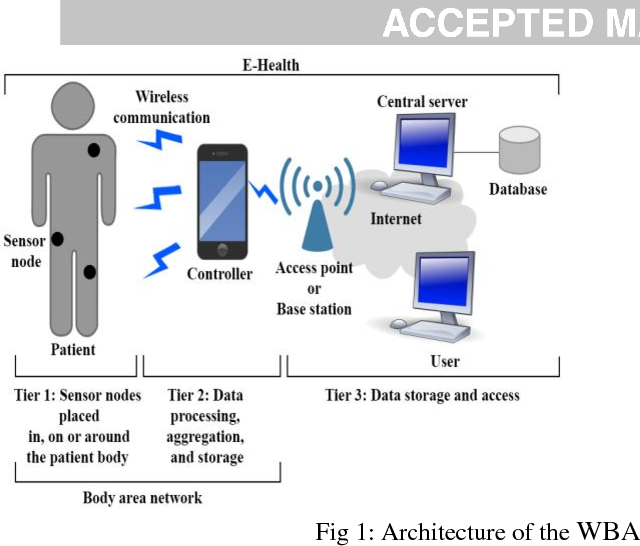 ACCEPTED MA
E-Health
Wireless
communication
Central server
Database
Internet
Sensor
node
Controller
Access point
or
Base station
Patient
User
Tier 1: Sensor nodes
placed
in, on or around
the patient body
Tier 2: Data
processing,
aggregation,
and storage
Tier 3: Data storage and access
Body area network
Fig 1: Architecture of the WBA